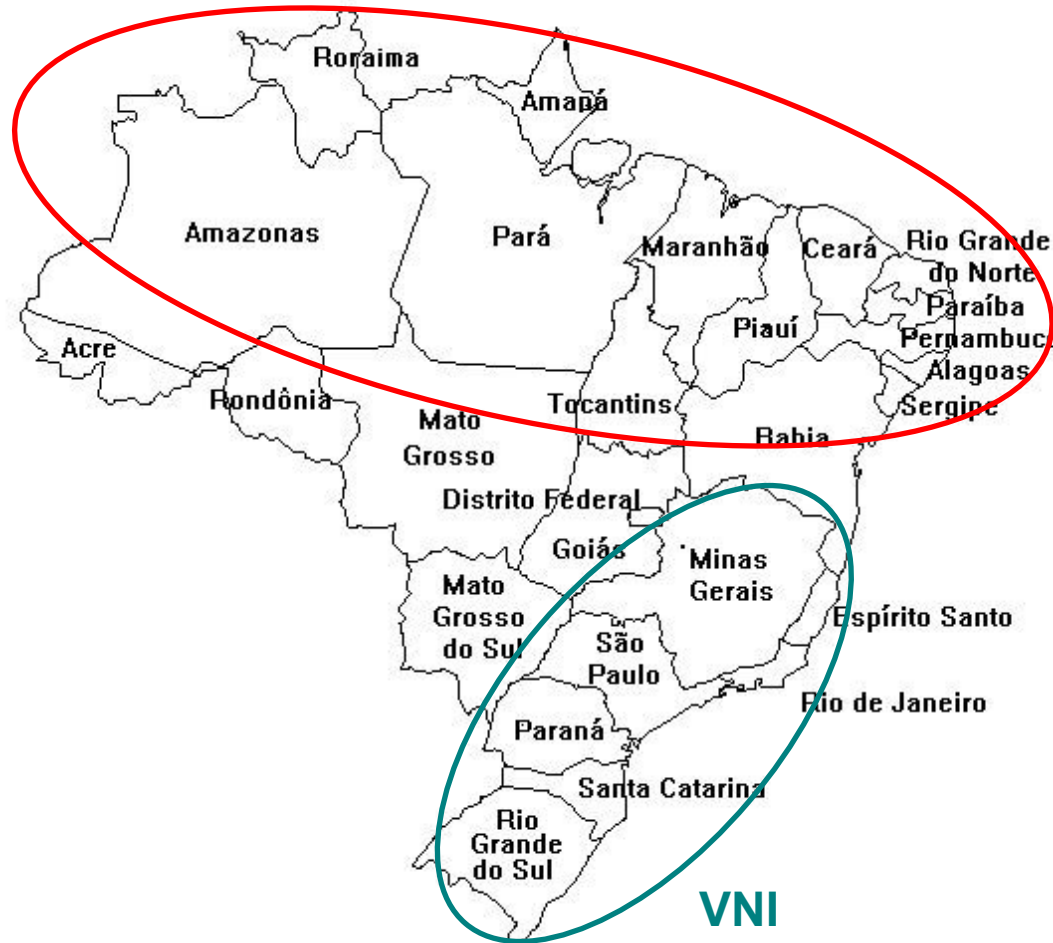 Roraima
Amapá
Amazonas
Pará
Maranhão
Ceará
Rio Grande
do Norte
Paraíba
Piauí
Pernambuc
Acre
Alagoas
Rondônia
Tocantins
Sergipe
Mato
Grosso
Bahia
Distrito Federal
Goiás
Minas
Gerais
Mato
Grosso
do Sul
Espírito Santo
São
Paulo
Rio de Janeiro
Paraná
Santa Catarina
Rio
Grande
do Sul
VNI